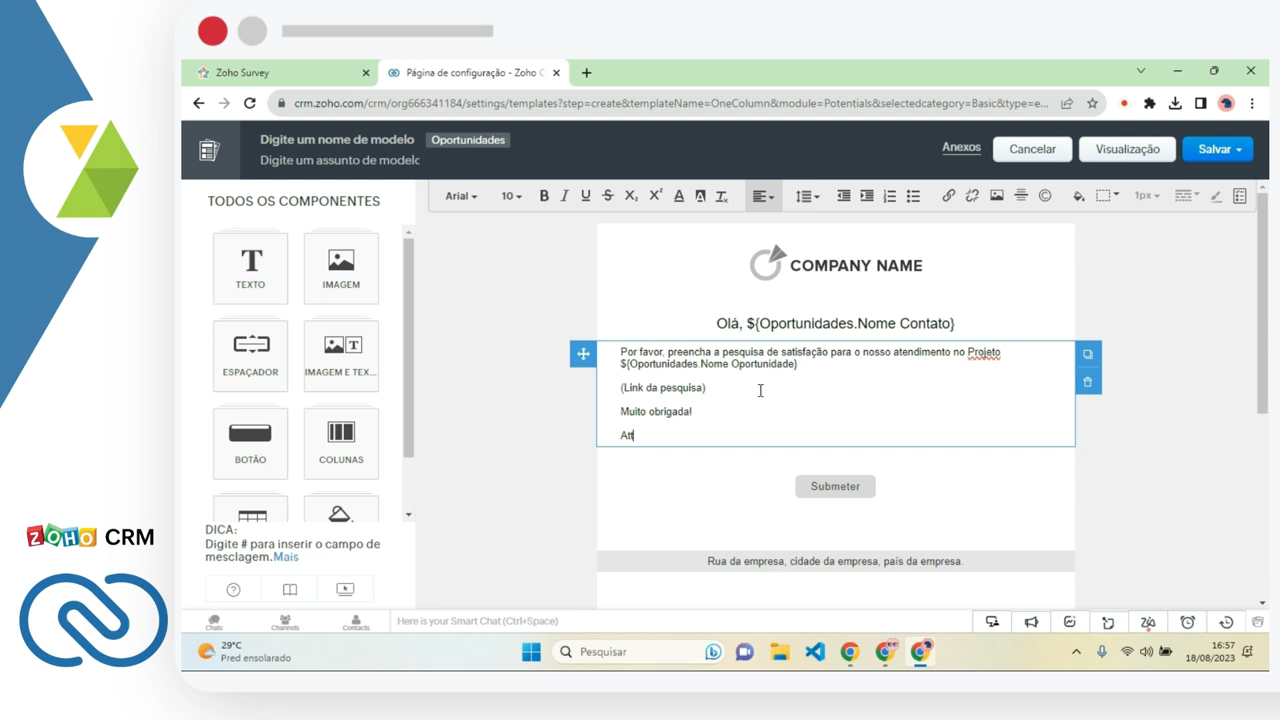 Zoho Survey
Página de configuração - Zoho C
crm.zoho.com/crm/org666341184/settings/templates?step=create&templateName=OneColumn&module=Potentials&selectedcategory=Basic&type=e...
Digite um nome de modelo Oportunidades
Digite um assunto de modelo
Anexos Cancelar Visualização Salvar
TODOS OS COMPONENTES
Arial 10 1px
T
TEXTO
IMAGEM
ESPAÇADOR
IMAGEM E TEX...
BOTÃO
COLUNAS
DICA:
Digite # para inserir o campo de
mesclagem.Mais
COMPANY NAME
Olá, ${Oportunidades.Nome Contato}
Por favor, preencha a pesquisa de satisfação para o nosso atendimento no Projeto
${Oportunidades.Nome Oportunidade}
(Link da pesquisa)
Muito obrigada!
Att
Submeter
Rua da empresa, cidade da empresa, país da empresa.
Chats Channels Contacts
Here is your Smart Chat (Ctrl+Space)
29°C
Pred ensolarado
Pesquisar
16:57
18/08/2023
ZOHO CRM